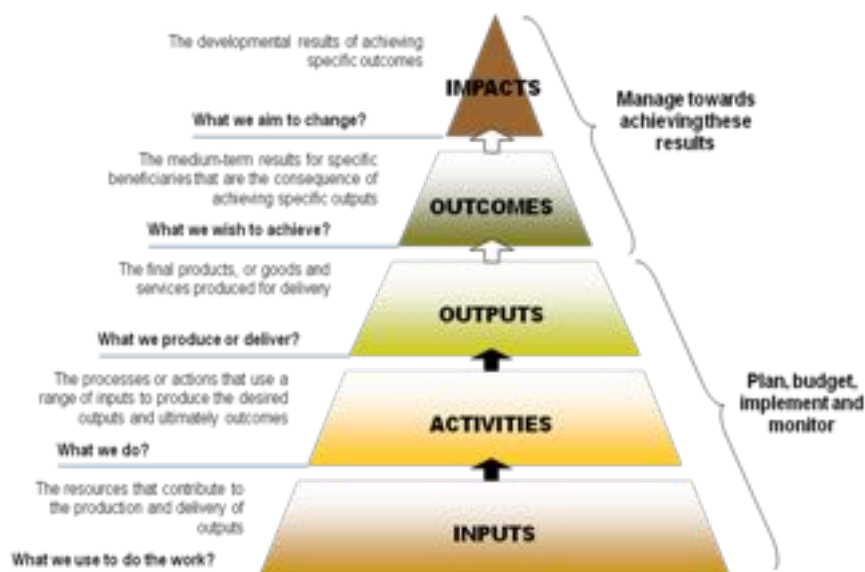 The developmental results of achieving
specific outcomes
IMPACTS
What we aim to change?
Manage towards
achievingthese
results
The medium-term results for specific
beneficiaries that are the consequence of
achieving specific outputs
OUTCOMES
What we wish to achieve?
The final products, or goods and
services produced for delivery
OUTPUTS
What we produce or deliver?
The processes or actions that use a
range of inputs to produce the desired
outputs and ultimately outcomes
ACTIVITIES
What we do?
Plan, budget,
implement and
monitor
The resources that contribute to
the production and delivery of
outputs
INPUTS
What we use to do the work?